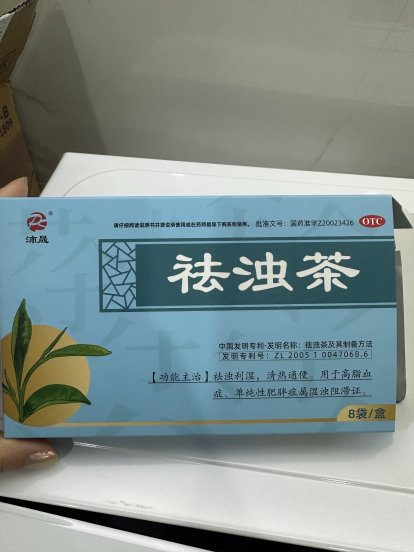 沛晟
请仔细阅读说明书并按说明使用或在药师指导下购买和使用。 批准文号：国药准字Z20023426 OTC
祛浊茶
中国发明专利·发明名称：祛浊茶及其制备方法
发明专利号：ZL 2005 1 0047068.6
【功能主治】祛浊利湿，清热通便。用于高脂血
症、单纯性肥胖症属湿浊阻滞证。
8袋/盒